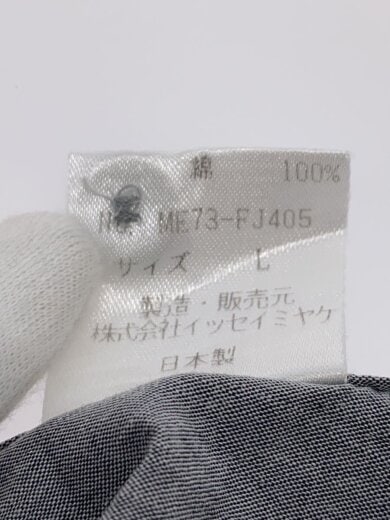 綿 100%
No. ME73-FJ405
サイズ L
製造・販売元
株式会社イッセイミヤケ
日本製